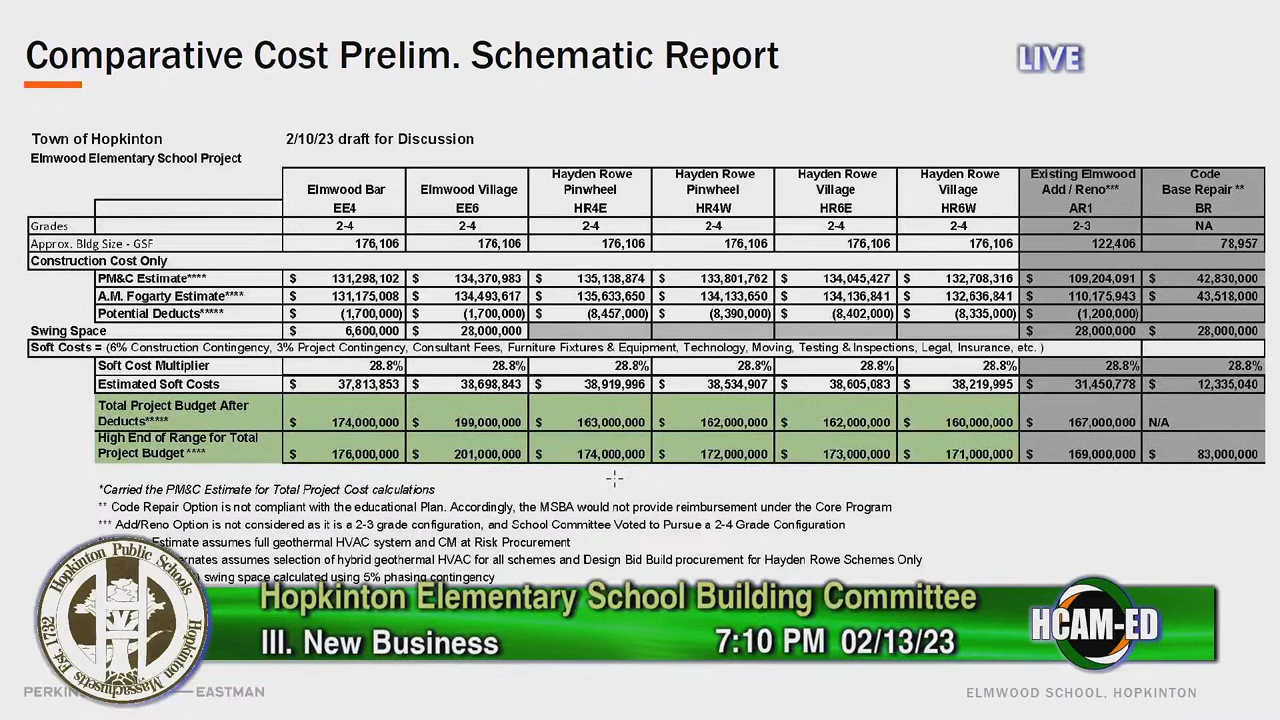 Comparative Cost Prelim. Schematic Report
LIVE
Town of Hopkinton 2/10/23 draft for Discussion
Elmwood Elementary School Project
Elmwood Bar Elmwood Village Hayden Rowe Pinwheel Hayden Rowe Pinwheel Hayden Rowe Village Hayden Rowe Village Existing Elmwood Add / Reno*** Code Base Repair **
EE4 EE6 HR4E HR4W HR6E HR6W AR1 BR
Grades 2-4 2-4 2-4 2-4 2-4 2-4 2-3 NA
Approx. Bldg Size - GSF 176,106 176,106 176,106 176,106 176,106 176,106 122,406 78,957
Construction Cost Only
PM&C Estimate**** $ 131,298,102 $ 134,370,983 $ 135,138,874 $ 133,801,762 $ 134,045,427 $ 132,708,316 $ 109,204,091 $ 42,830,000
A.M. Fogarty Estimate**** $ 131,175,008 $ 134,493,617 $ 135,633,650 $ 134,133,650 $ 134,136,841 $ 132,636,841 $ 110,175,943 $ 43,518,000
Potential Deducts***** $ (1,700,000) $ (1,700,000) $ (8,457,000) $ (8,390,000) $ (8,402,000) $ (8,335,000) $ (1,200,000)
Swing Space $ 6,600,000 $ 28,000,000 $ 28,000,000 $ 28,000,000
Soft Costs = (6% Construction Contingency, 3% Project Contingency, Consultant Fees, Furniture Fixtures & Equipment, Technology, Moving, Testing & Inspections, Legal, Insurance, etc. )
Soft Cost Multiplier 28.8% 28.8% 28.8% 28.8% 28.8% 28.8% 28.8% 28.8%
Estimated Soft Costs $ 37,813,853 $ 38,698,843 $ 38,919,996 $ 38,534,907 $ 38,605,083 $ 38,219,995 $ 31,450,778 $ 12,335,040
Total Project Budget After
Deducts***** $ 174,000,000 $ 199,000,000 $ 163,000,000 $ 162,000,000 $ 162,000,000 $ 160,000,000 $ 167,000,000 N/A
High End of Range for Total
Project Budget **** $ 176,000,000 $ 201,000,000 $ 174,000,000 $ 172,000,000 $ 173,000,000 $ 171,000,000 $ 169,000,000 $ 83,000,000
*Carried the PM&C Estimate for Total Project Cost calculations
** Code Repair Option is not compliant with the educational Plan. Accordingly, the MSBA would not provide reimbursement under the Core Program
*** Add/Reno Option is not considered as it is a 2-3 grade configuration, and School Committee Voted to Pursue a 2-4 Grade Configuration
Estimate assumes full geothermal HVAC system and CM at Risk Procurement
assumes selection of hybrid geothermal HVAC for all schemes and Design Bid Build procurement for Hayden Rowe Schemes Only
swing space calculated using 5% phasing contingency
Hopkinton Public Schools
Hopkinton, Massachusetts Est. 1732
Hopkinton Elementary School Building Committee
III. New Business 7:10 PM 02/13/23
HCAM-ED
EASTMAN
ELMWOOD SCHOOL, HOPKINTON